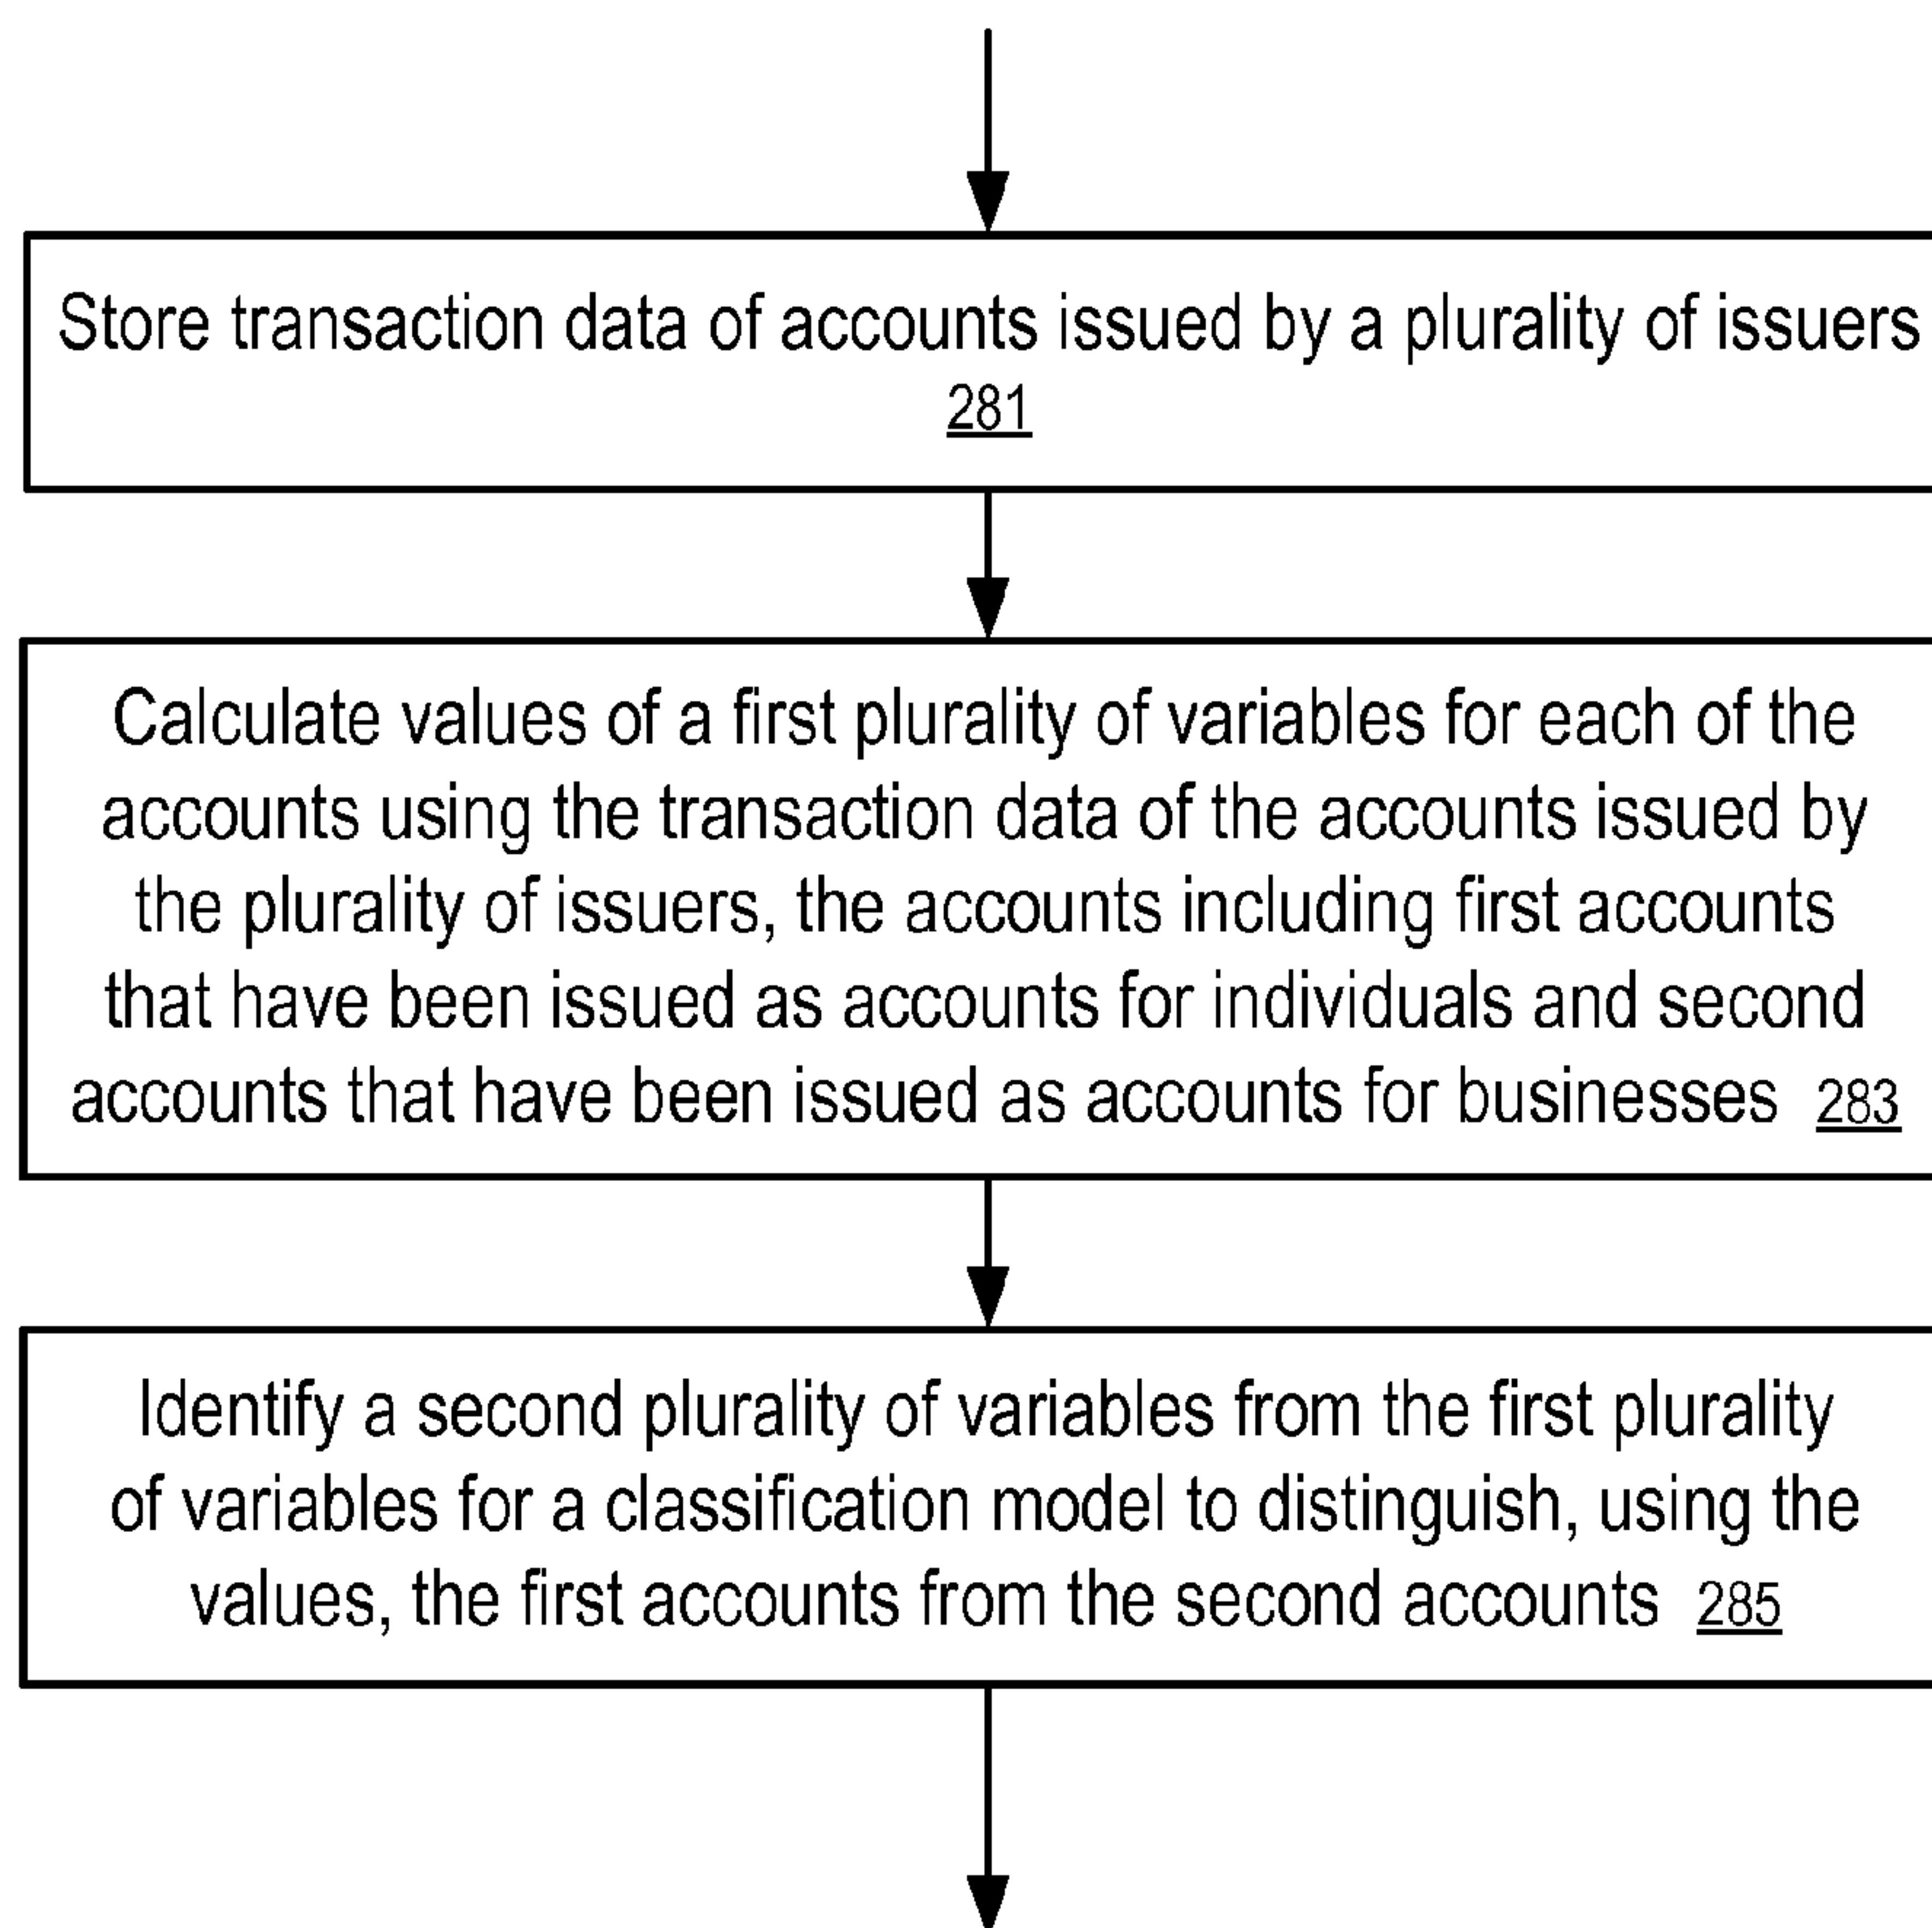 Store transaction data of accounts issued by a plurality of issuers
281
Calculate values of a first plurality of variables for each of the
accounts using the transaction data of the accounts issued by
the plurality of issuers, the accounts including first accounts
that have been issued as accounts for individuals and second
accounts that have been issued as accounts for businesses 283
Identify a second plurality of variables from the first plurality
of variables for a classification model to distinguish, using the
values, the first accounts from the second accounts 285